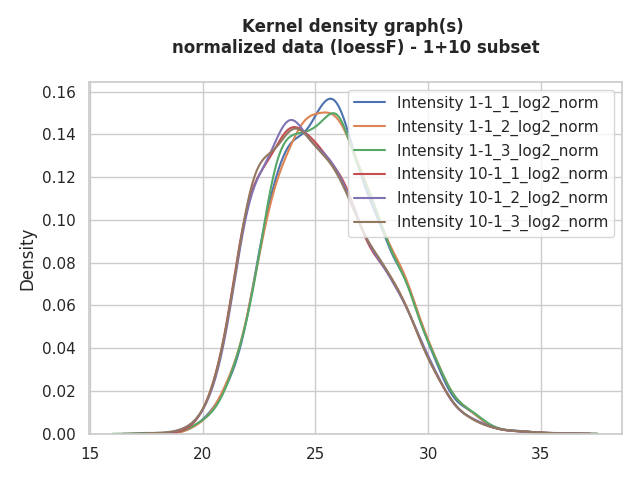 Kernel density graph(s)
normalized data (loessF) - 1+10 subset
Density
0.16
0.14
0.12
0.10
0.08
0.06
0.04
0.02
0.00
15 20 25 30 35
Intensity 1-1_1_log2_norm
Intensity 1-1_2_log2_norm
Intensity 1-1_3_log2_norm
Intensity 10-1_1_log2_norm
Intensity 10-1_2_log2_norm
Intensity 10-1_3_log2_norm